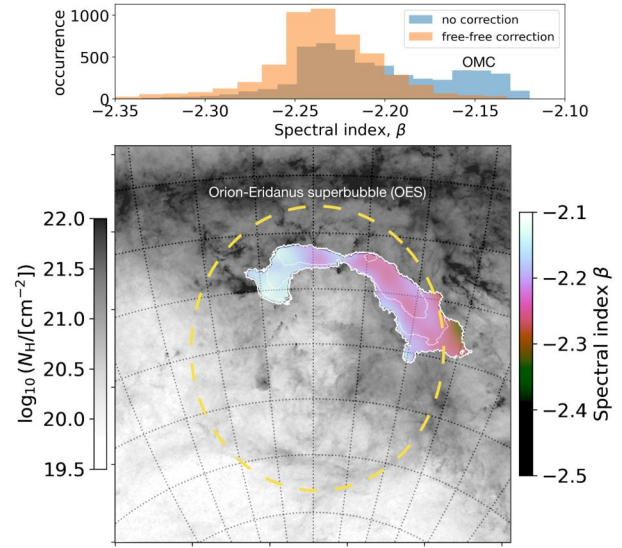 occurrence
1000
500
0
no correction
free-free correction
OMC
−2.35
−2.30
−2.25
−2.20
−2.15
−2.10
Spectral index, β
Orion-Eridanus superbubble (OES)
log₁₀ (N_H/[cm⁻²])
22.0
21.5
21.0
20.5
20.0
19.5
−2.1
−2.2
−2.3
−2.4
−2.5
Spectral index β